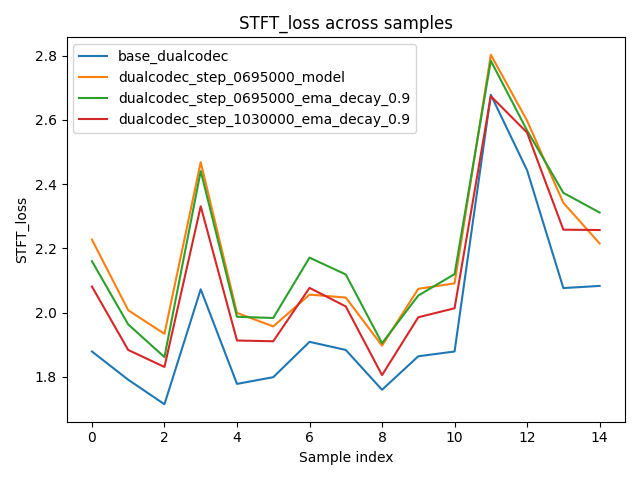 STFT_loss across samples
base_dualcodec
dualcodec_step_0695000_model
dualcodec_step_0695000_ema_decay_0.9
dualcodec_step_1030000_ema_decay_0.9
STFT_loss
2.8
2.6
2.4
2.2
2.0
1.8
0 2 4 6 8 10 12 14
Sample index